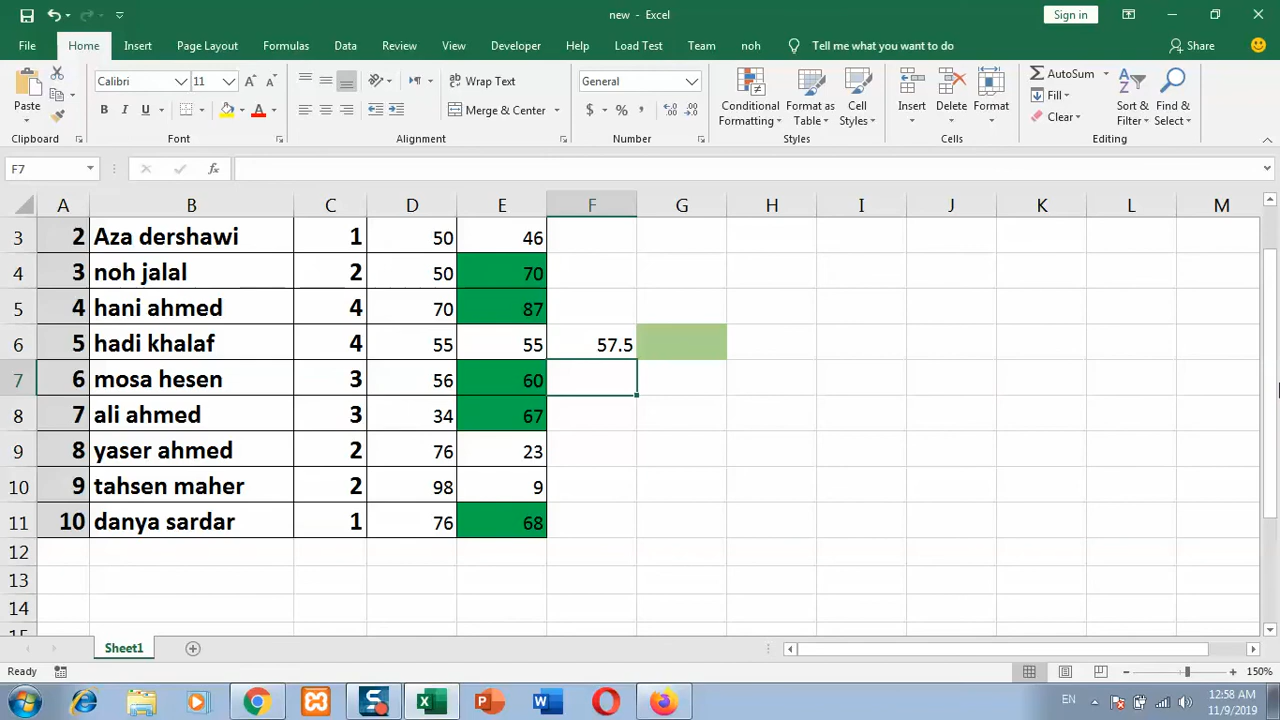 new - Excel
Sign in
File Home Insert Page Layout Formulas Data Review View Developer Help Load Test Team noh Tell me what you want to do Share
Paste
Clipboard
Calibri 11
B I U
Font
Wrap Text
Merge & Center
Alignment
General
$ % ,
Number
Conditional Formatting
Format as Table
Cell Styles
Styles
Insert
Delete
Format
Cells
AutoSum
Fill
Clear
Sort & Filter
Find & Select
Editing
F7 fx
A B C D E F G H I J K L M
3 2 Aza dershawi 1 50 46
4 3 noh jalal 2 50 70
5 4 hani ahmed 4 70 87
6 5 hadi khalaf 4 55 55 57.5
7 6 mosa hesen 3 56 60
8 7 ali ahmed 3 34 67
9 8 yaser ahmed 2 76 23
10 9 tahsen maher 2 98 9
11 10 danya sardar 1 76 68
12
13
14
15
Sheet1
Ready 150%
EN 12:58 AM
11/9/2019